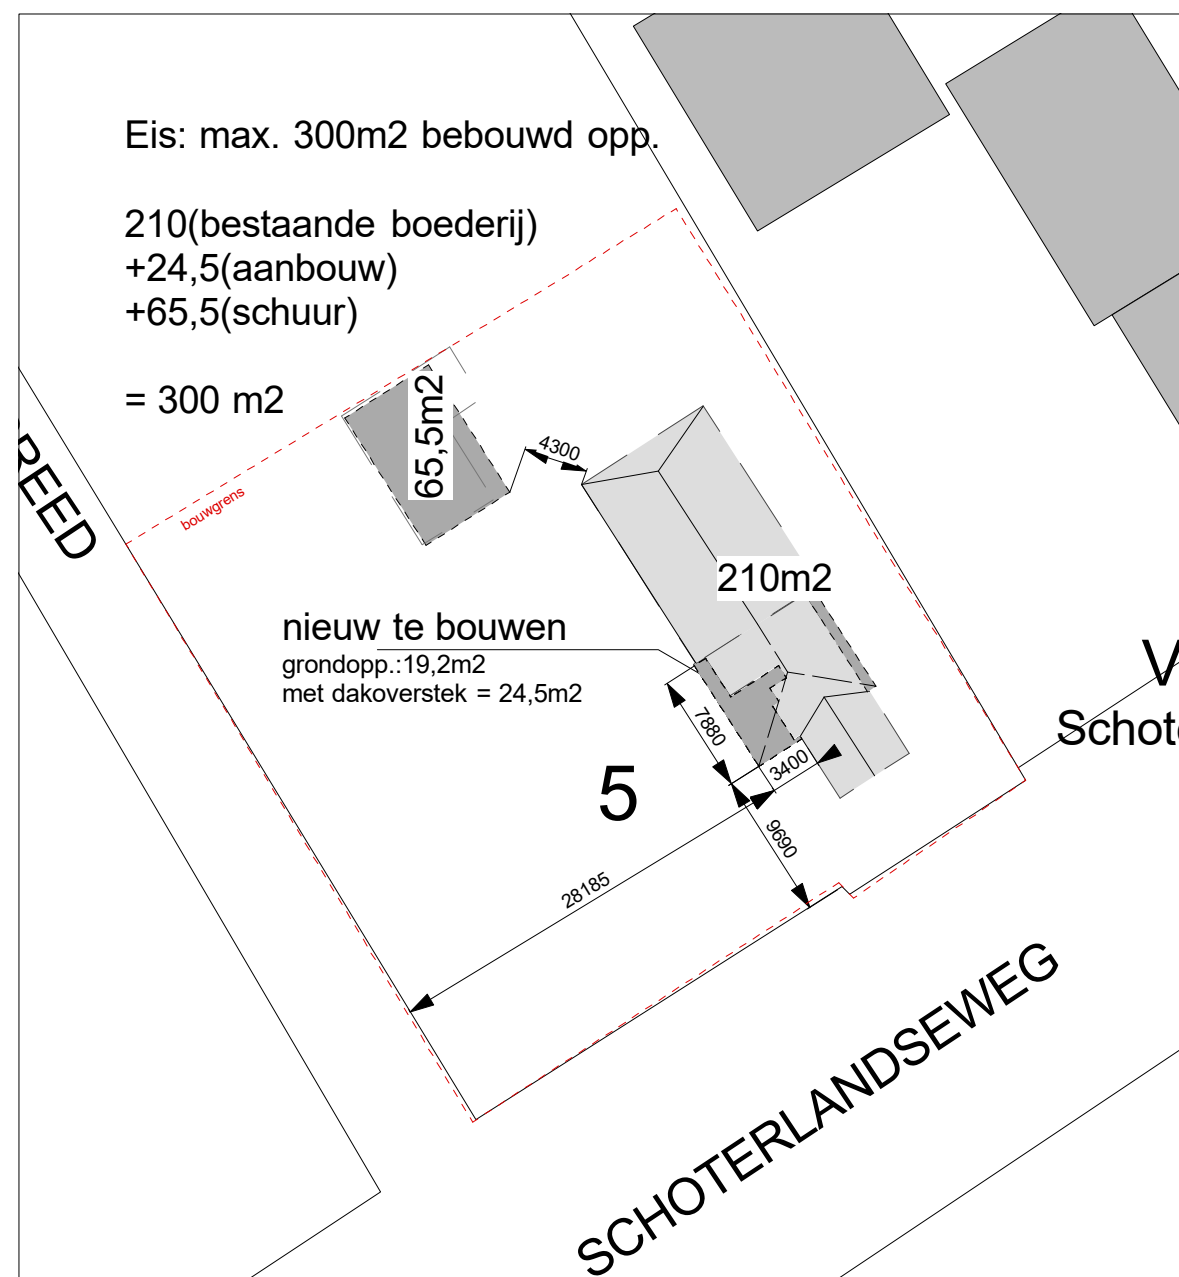 Eis: max. 300m2 bebouwd opp.
210(bestaande boederij)
+24,5(aanbouw)
+65,5(schuur)
= 300 m2
REED
bouwgrens
65,5m2
4300
210m2
nieuw te bouwen
grondopp.:19,2m2
met dakoverstek = 24,5m2
7880
3400
9690
28185
5
V
Schot
SCHOTERLANDSEWEG